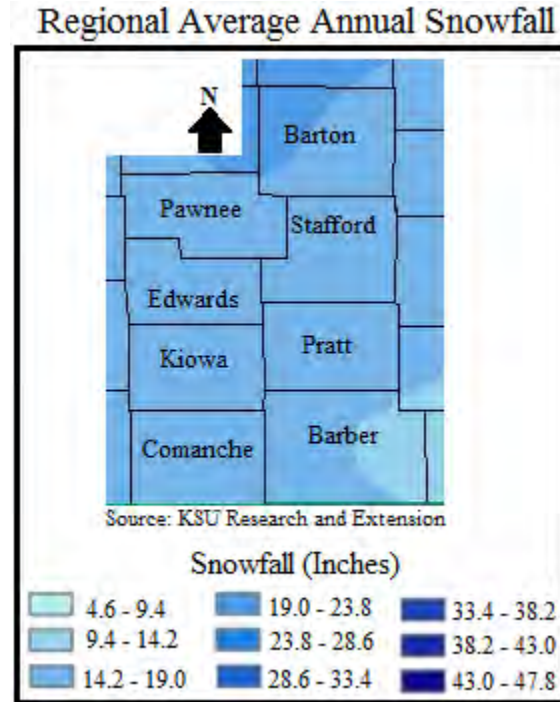 Regional Average Annual Snowfall
N
Barton
Pawnee
Stafford
Edwards
Kiowa
Pratt
Comanche
Barber
Source: KSU Research and Extension
Snowfall (Inches)
4.6 - 9.4
19.0 - 23.8
33.4 - 38.2
9.4 - 14.2
23.8 - 28.6
38.2 - 43.0
14.2 - 19.0
28.6 - 33.4
43.0 - 47.8